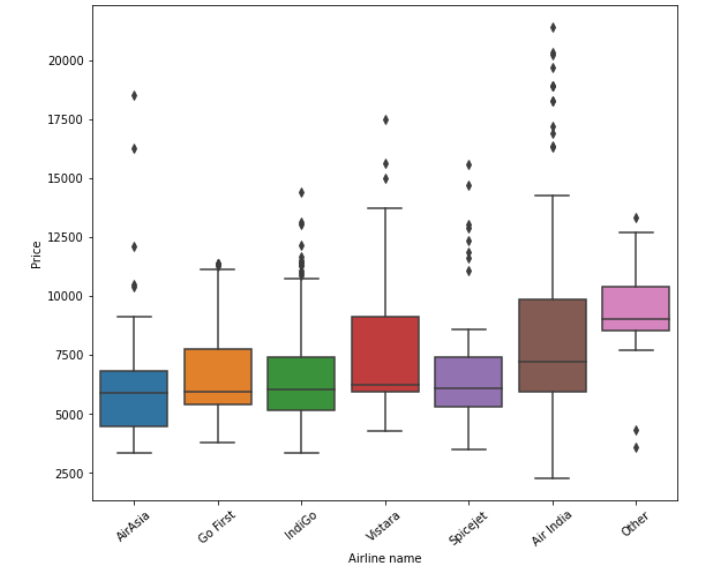 20000
17500
15000
12500
10000
7500
5000
2500
Price
AirAsia
Go First
IndiGo
Vistara
Spicejet
Air India
Other
Airline name